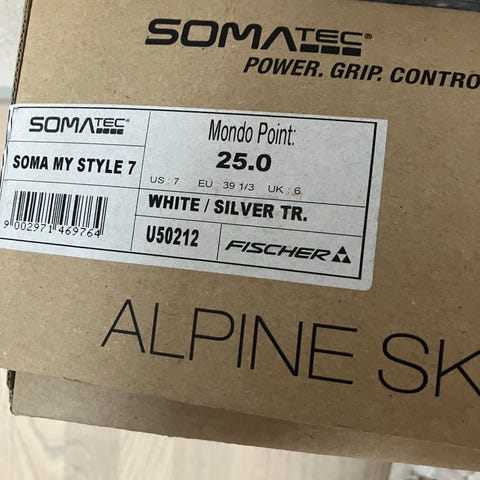 SOMATEC®
POWER. GRIP. CONTRO
SOMATEC®
SOMA MY STYLE 7
Mondo Point:
25.0
US : 7 EU : 39 1/3 UK : 6
WHITE / SILVER TR.
9 002971 469764
U50212
FISCHER
ALPINE SK